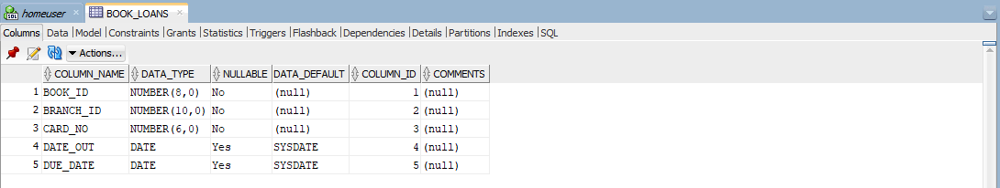 SQL homeuser × BOOK_LOANS ×
Columns Data Model Constraints Grants Statistics Triggers Flashback Dependencies Details Partitions Indexes SQL
Actions...
COLUMN_NAME DATA_TYPE NULLABLE DATA_DEFAULT COLUMN_ID COMMENTS
1 BOOK_ID NUMBER(8,0) No (null) 1 (null)
2 BRANCH_ID NUMBER(10,0) No (null) 2 (null)
3 CARD_NO NUMBER(6,0) No (null) 3 (null)
4 DATE_OUT DATE Yes SYSDATE 4 (null)
5 DUE_DATE DATE Yes SYSDATE 5 (null)